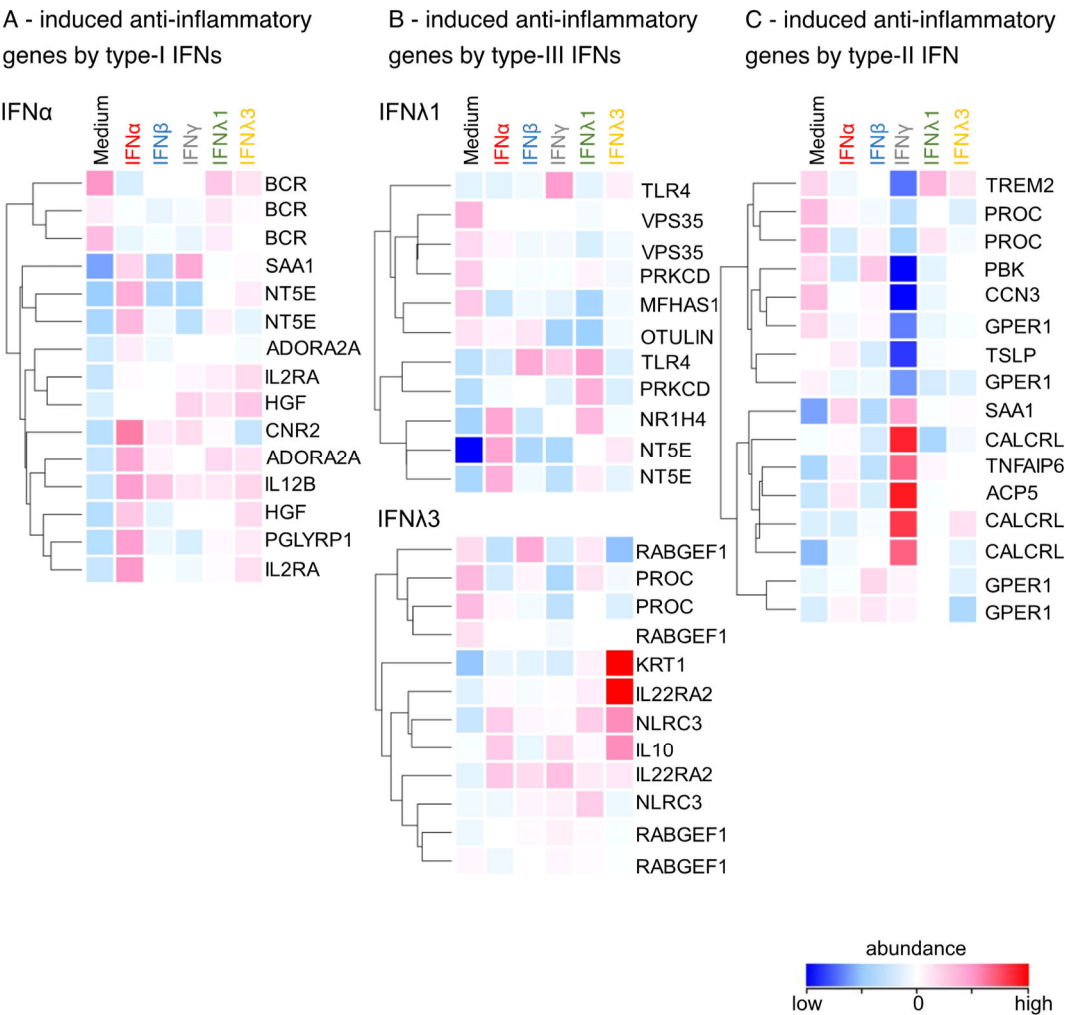 A - induced anti-inflammatory
genes by type-I IFNs
IFNα
Medium
IFNα
IFNβ
IFNγ
IFNλ1
IFNλ3
BCR
BCR
BCR
SAA1
NT5E
NT5E
ADORA2A
IL2RA
HGF
CNR2
ADORA2A
IL12B
HGF
PGLYRP1
IL2RA
B - induced anti-inflammatory
genes by type-III IFNs
IFNλ1
Medium
IFNα
IFNβ
IFNγ
IFNλ1
IFNλ3
TLR4
VPS35
VPS35
PRKCD
MFHAS1
OTULIN
TLR4
PRKCD
NR1H4
NT5E
NT5E
IFNλ3
RABGEF1
PROC
PROC
RABGEF1
KRT1
IL22RA2
NLRC3
IL10
IL22RA2
NLRC3
RABGEF1
RABGEF1
C - induced anti-inflammatory
genes by type-II IFN
Medium
IFNα
IFNβ
IFNγ
IFNλ1
IFNλ3
TREM2
PROC
PROC
PBK
CCN3
GPER1
TSLP
GPER1
SAA1
CALCRL
TNFAIP6
ACP5
CALCRL
CALCRL
GPER1
GPER1
abundance
low 0 high